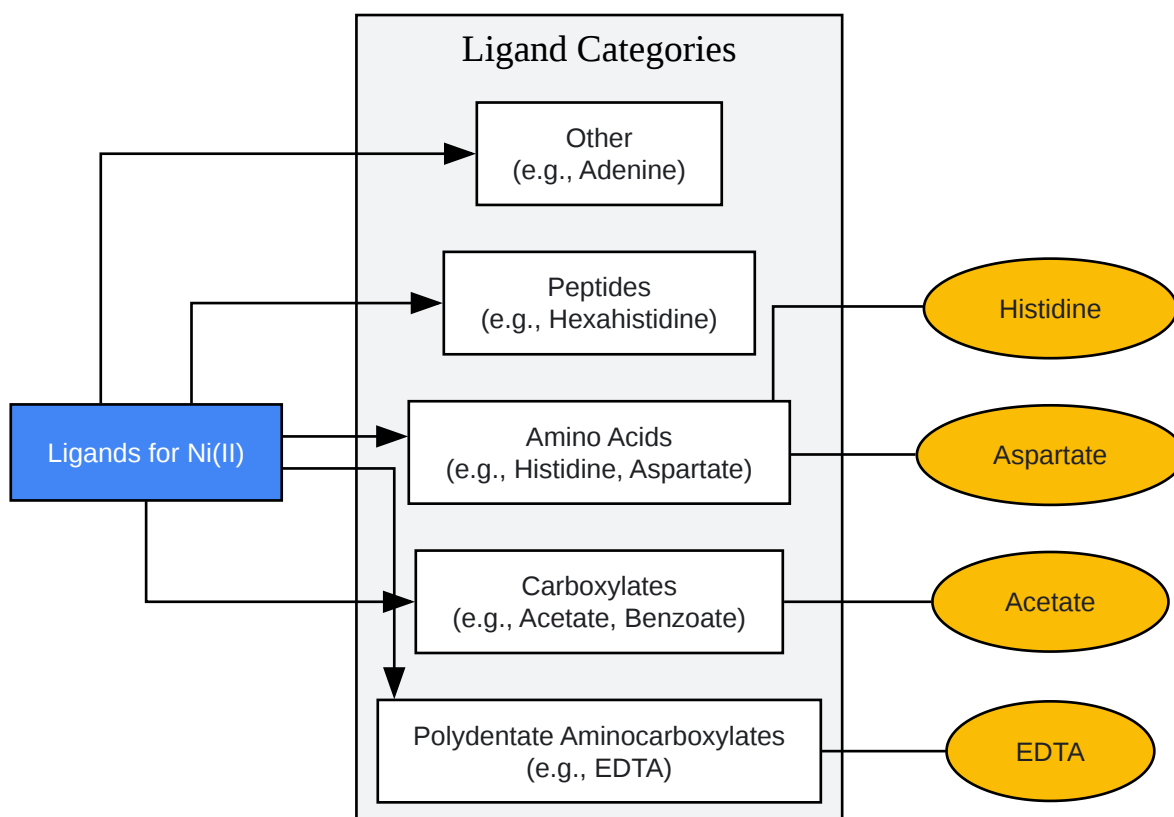 Ligand Categories
Other
(e.g., Adenine)
Peptides
(e.g., Hexahistidine)
Histidine
Ligands for Ni(II)
Amino Acids
(e.g., Histidine, Aspartate)
Aspartate
Carboxylates
(e.g., Acetate, Benzoate)
Acetate
Polydentate Aminocarboxylates
(e.g., EDTA)
EDTA